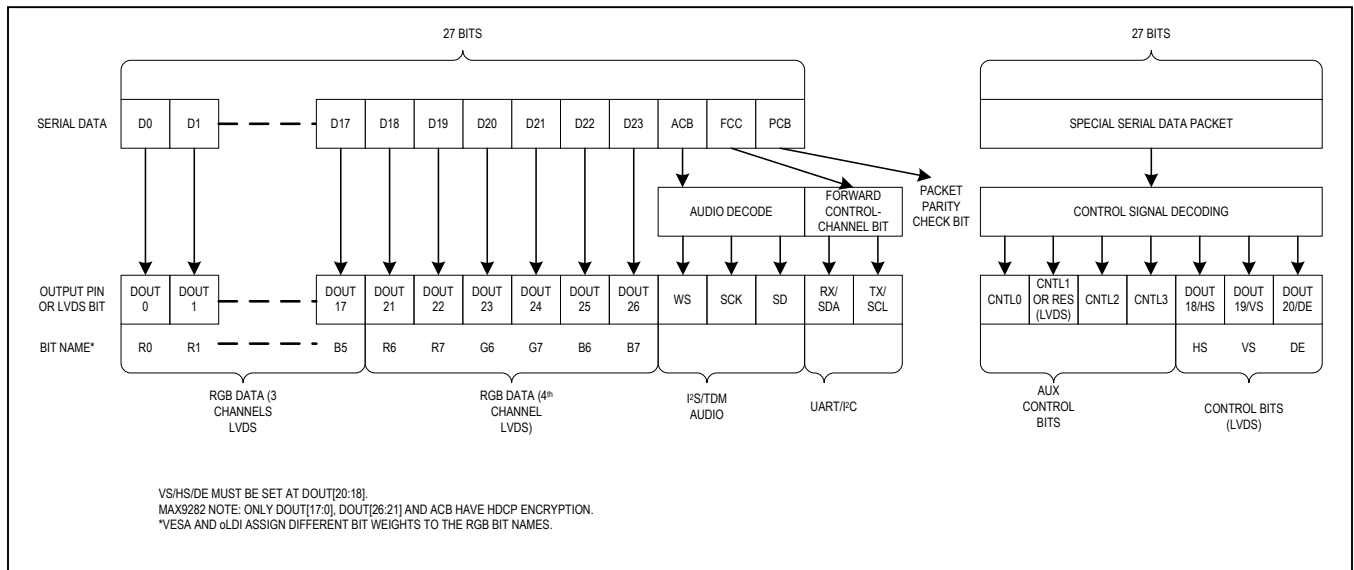 27 BITS 27 BITS
SERIAL DATA D0 D1 D17 D18 D19 D20 D21 D22 D23 ACB FCC PCB SPECIAL SERIAL DATA PACKET
AUDIO DECODE
FORWARD
CONTROL-
CHANNEL BIT
PACKET
PARITY
CHECK BIT
CONTROL SIGNAL DECODING
OUTPUT PIN
OR LVDS BIT
DOUT
0
DOUT
1
DOUT
17
DOUT
21
DOUT
22
DOUT
23
DOUT
24
DOUT
25
DOUT
26
WS
SCK
SD
RX/
SDA
TX/
SCL
CNTL0
CNTL1
OR RES
(LVDS)
CNTL2
CNTL3
DOUT
18/HS
DOUT
19/VS
DOUT
20/DE
BIT NAME* R0 R1 B5 R6 R7 G6 G7 B6 B7 HS VS DE
RGB DATA (3
CHANNELS
LVDS
RGB DATA (4th
CHANNEL
LVDS)
I²S/TDM
AUDIO
UART/I²C
AUX
CONTROL
BITS
CONTROL BITS
(LVDS)
VS/HS/DE MUST BE SET AT DOUT[20:18].
MAX9282 NOTE: ONLY DOUT[17:0], DOUT[26:21] AND ACB HAVE HDCP ENCRYPTION.
*VESA AND oLDI ASSIGN DIFFERENT BIT WEIGHTS TO THE RGB BIT NAMES.